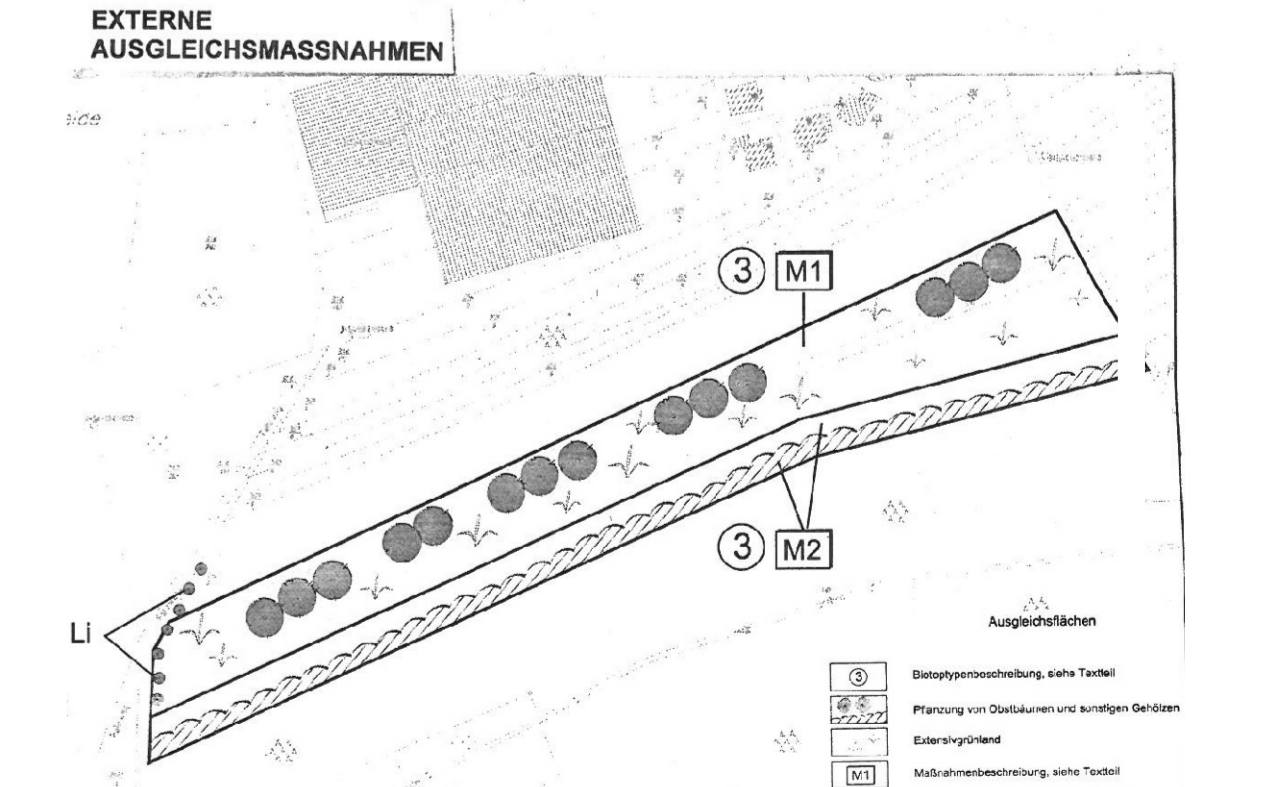 EXTERNE
AUSGLEICHSMASSNAHMEN
3 M1
3 M2
Li
Ausgleichsflächen
3 Biotoptypenbeschreibung, siehe Textteil
Pflanzung von Obstbäumen und sonstigen Gehölzen
Extensivgrünland
M1 Maßnahmenbeschreibung, siehe Textteil